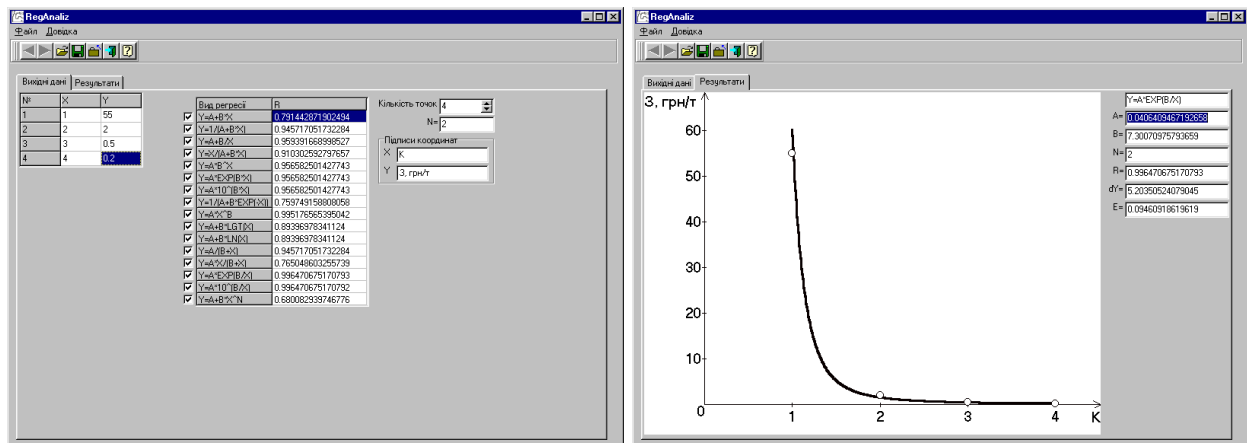 RegAnaliz
Файл Довідка
Вихідні дані Результати
№ X Y
1 1 55
2 2 2
3 3 0.5
4 4 0.2
Вид регресії R
Y=A+B*X 0.791442871902494
Y=1/(A+B*X) 0.945717051732284
Y=A+B/X 0.959391668998527
Y=X/(A+B*X) 0.910302592797657
Y=A*B^X 0.956582501427743
Y=A*EXP(B*X) 0.956582501427743
Y=A*10^(B*X) 0.956582501427743
Y=1/(A+B*EXP(-X)) 0.759749158808058
Y=A*X^B 0.995176565395042
Y=A+B*LGT(X) 0.89396978341124
Y=A+B*LN(X) 0.89396978341124
Y=A/(B+X) 0.945717051732284
Y=A*X/(B+X) 0.765048603255739
Y=A*EXP(B/X) 0.996470675170793
Y=A*10^(B/X) 0.996470675170792
Y=A+B*X^N 0.680082939746776
Кількість точок 4
N= 2
Підписи координат
X K
Y З, грн/т
RegAnaliz
Файл Довідка
Вихідні дані Результати
З, грн/т
60
50
40
30
20
10
0 1 2 3 4 K
Y=A*EXP(B/X)
A= 0.0406409467192658
B= 7.30070975793659
N= 2
R= 0.996470675170793
dY= 5.20350524079045
E= 0.09460918619619